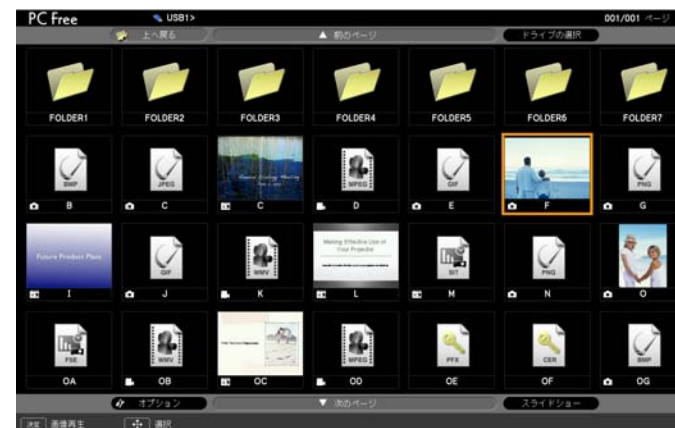 PC Free USB1> 001/001 ページ
上へ戻る ▲ 前のページ ドライブの選択
FOLDER1 FOLDER2 FOLDER3 FOLDER4 FOLDER5 FOLDER6 FOLDER7
BMP JPEG General Strategy Meeting MPEG GIF PNG
B C C D E F G
Future Product Plans GIF WMV Making Effective Use of Your Projector SIT PNG
I J K L M N O
FSE WMV MPEG PFX CER BMP
OA OB OC OD OE OF OG
オプション ▼ 次のページ スライドショー
決定 画像再生 選択